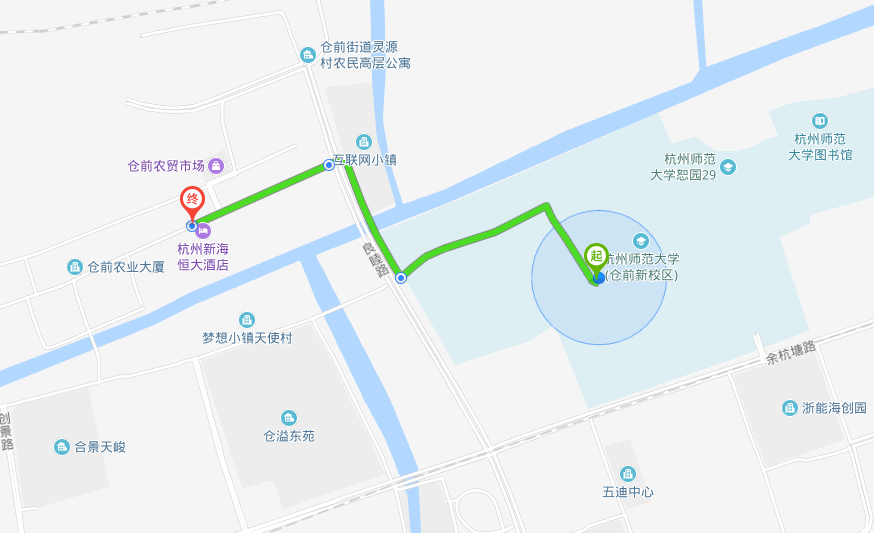 仓前街道灵源
村农民高层公寓
互联网小镇
仓前农贸市场
终
杭州新海
恒大酒店
仓前农业大厦
良睦路
杭州师范
大学图书馆
杭州师范
大学恕园29
起
杭州师范大学
(仓前新校区)
梦想小镇天使村
余杭塘路
创景路
合景天峻
仓溢东苑
浙能海创园
五迪中心